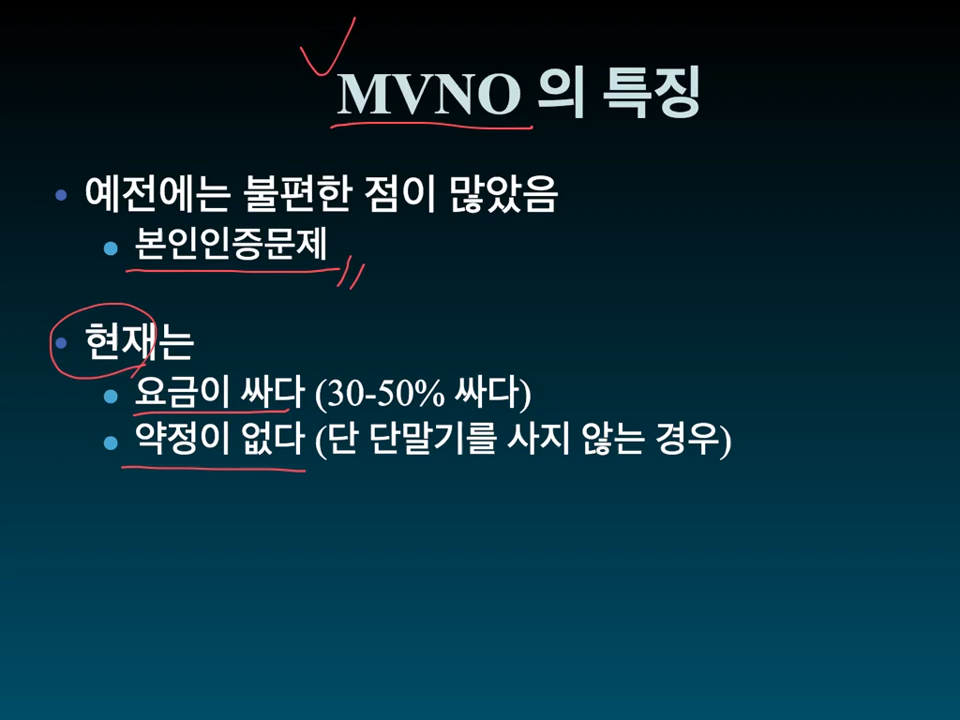 MVNO 의 특징
• 예전에는 불편한 점이 많았음
• 본인인증문제
• 현재는
• 요금이 싸다 (30-50% 싸다)
• 약정이 없다 (단 단말기를 사지 않는 경우)